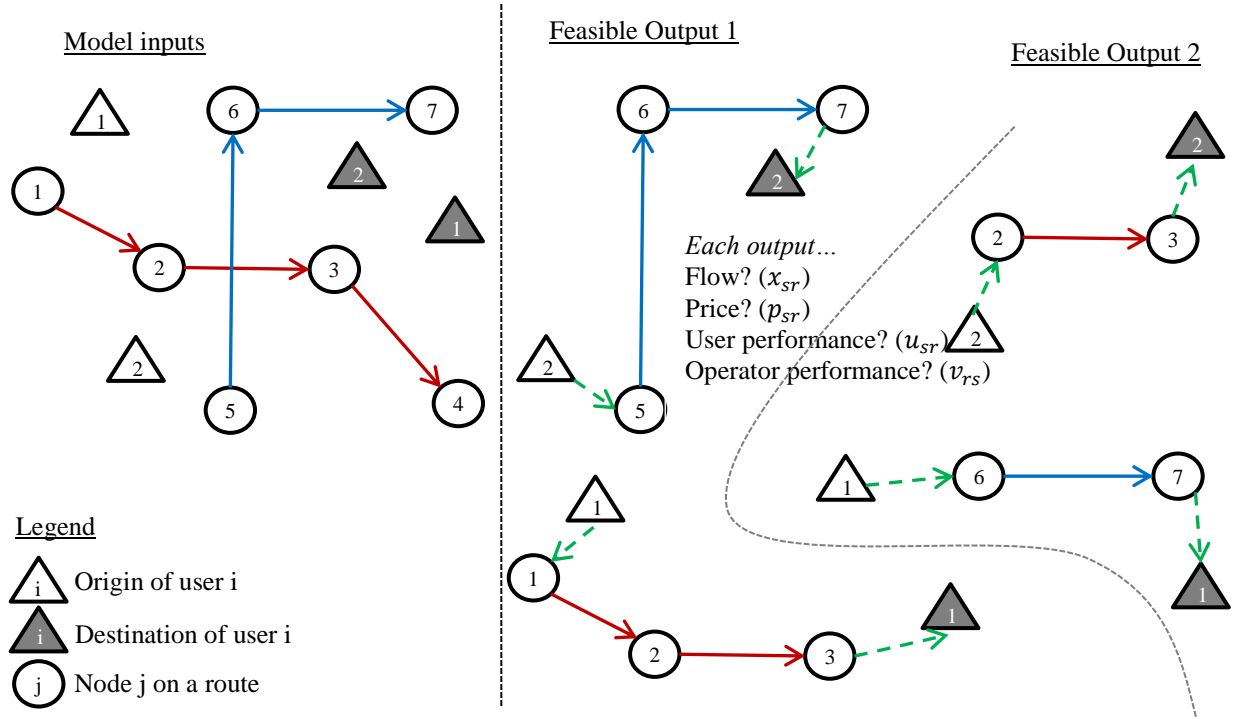 Model inputs
1
6
7
2
1
1
2
3
2
5
4
Legend
i Origin of user i
i Destination of user i
j Node j on a route
Feasible Output 1
6
7
2
2
5
Each output…
Flow? (x_sr)
Price? (p_sr)
User performance? (u_sr)
Operator performance? (v_rs)
1
1
2
3
1
Feasible Output 2
2
2
3
2
1
6
7
1